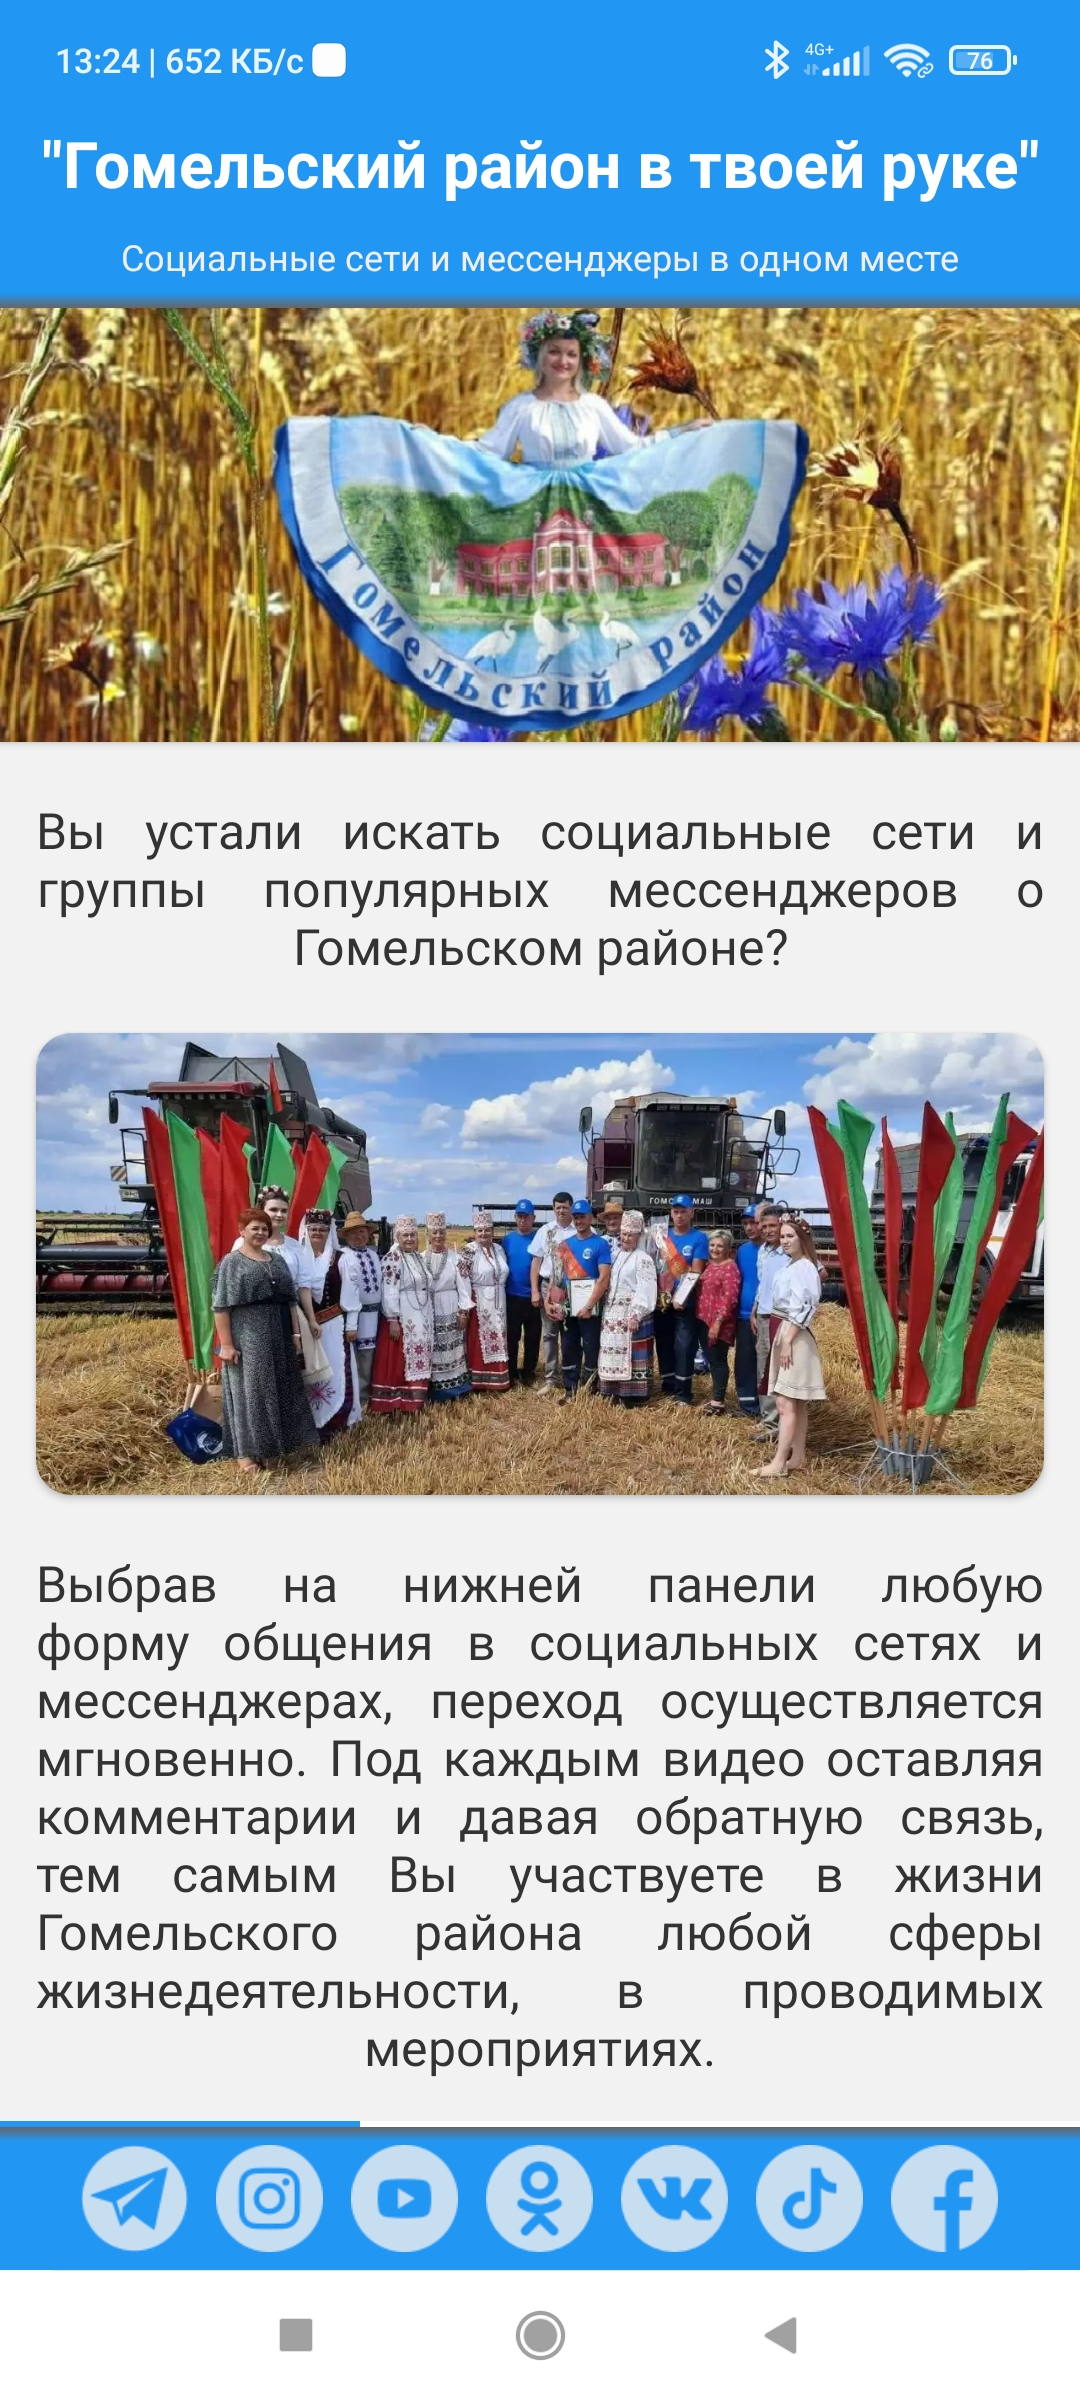 13:24 | 652 КБ/с
4G+
76
"Гомельский район в твоей руке"
Социальные сети и мессенджеры в одном месте
Гомельский район
Вы устали искать социальные сети и
группы популярных мессенджеров о
Гомельском районе?
Выбрав на нижней панели любую
форму общения в социальных сетях и
мессенджерах, переход осуществляется
мгновенно. Под каждым видео оставляя
комментарии и давая обратную связь,
тем самым Вы участвуете в жизни
Гомельского района любой сферы
жизнедеятельности, в проводимых
мероприятиях.